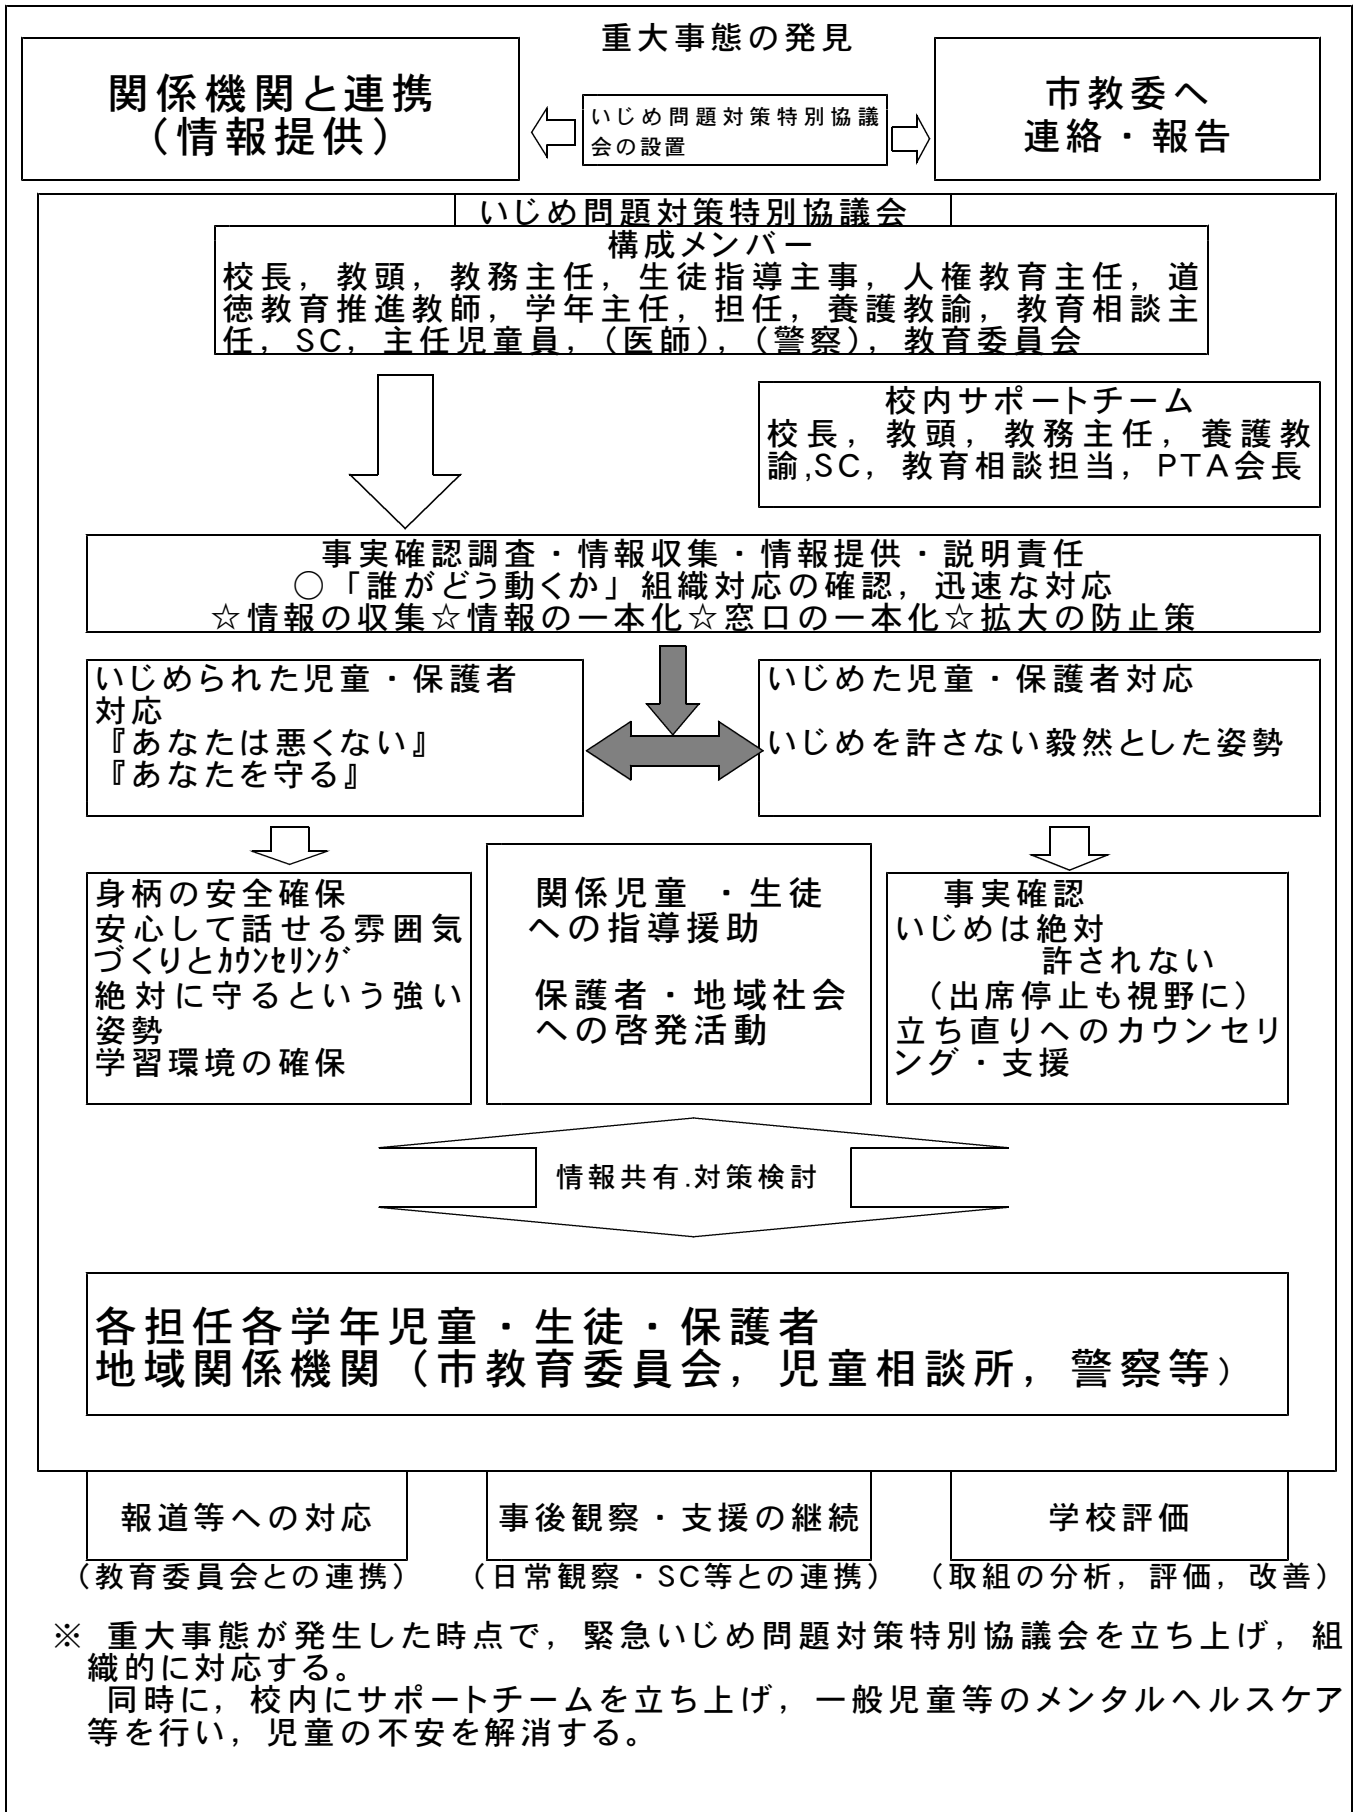 重大事態の発見
関係機関と連携
（情報提供）
いじめ問題対策特別協議
会の設置
市教委へ
連絡・報告
いじめ問題対策特別協議会
構成メンバー
校長，教頭，教務主任，生徒指導主事，人権教育主任，道
徳教育推進教師，学年主任，担任，養護教諭，教育相談主
任，SC，主任児童員，（医師），（警察），教育委員会
校内サポートチーム
校長，教頭，教務主任，養護教
諭,SC，教育相談担当，PTA会長
事実確認調査・情報収集・情報提供・説明責任
○「誰がどう動くか」組織対応の確認，迅速な対応
☆情報の収集☆情報の一本化☆窓口の一本化☆拡大の防止策
いじめられた児童・保護者
対応
『あなたは悪くない』
『あなたを守る』
いじめた児童・保護者対応
いじめを許さない毅然とした姿勢
身柄の安全確保
安心して話せる雰囲気
づくりとｶｳﾝｾﾘﾝｸﾞ
絶対に守るという強い
姿勢
学習環境の確保
関係児童　・生徒
への指導援助
保護者・地域社会
への啓発活動
事実確認
いじめは絶対
許されない
（出席停止も視野に）
立ち直りへのカウンセリ
ング・支援
情報共有.対策検討
各担任各学年児童・生徒・保護者
地域関係機関（市教育委員会，児童相談所，警察等）
報道等への対応
事後観察・支援の継続
学校評価
（教育委員会との連携）
（日常観察・SC等との連携）
（取組の分析，評価，改善）
※　重大事態が発生した時点で，緊急いじめ問題対策特別協議会を立ち上げ，組
織的に対応する。
同時に，校内にサポートチームを立ち上げ，一般児童等のメンタルヘルスケア
等を行い，児童の不安を解消する。